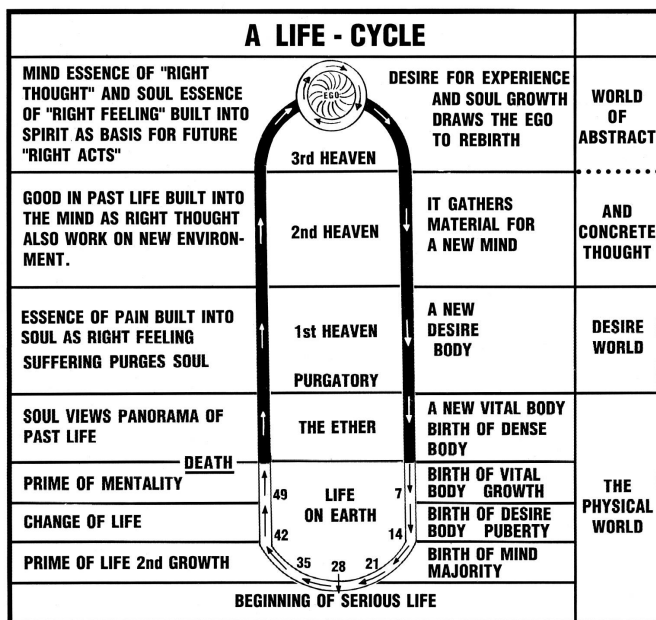 A LIFE - CYCLE
MIND ESSENCE OF "RIGHT
THOUGHT" AND SOUL ESSENCE
OF "RIGHT FEELING" BUILT INTO
SPIRIT AS BASIS FOR FUTURE
"RIGHT ACTS"
EGO
3rd HEAVEN
DESIRE FOR EXPERIENCE
AND SOUL GROWTH
DRAWS THE EGO
TO REBIRTH
WORLD
OF
ABSTRACT
GOOD IN PAST LIFE BUILT INTO
THE MIND AS RIGHT THOUGHT
ALSO WORK ON NEW ENVIRON-
MENT.
2nd HEAVEN
IT GATHERS
MATERIAL FOR
A NEW MIND
AND
CONCRETE
THOUGHT
ESSENCE OF PAIN BUILT INTO
SOUL AS RIGHT FEELING
SUFFERING PURGES SOUL
1st HEAVEN
PURGATORY
A NEW
DESIRE
BODY
DESIRE
WORLD
SOUL VIEWS PANORAMA OF
PAST LIFE
THE ETHER
A NEW VITAL BODY
BIRTH OF DENSE
BODY
DEATH
PRIME OF MENTALITY
49
LIFE
ON EARTH
7
BIRTH OF VITAL
BODY GROWTH
THE
PHYSICAL
WORLD
CHANGE OF LIFE
42
14
BIRTH OF DESIRE
BODY PUBERTY
PRIME OF LIFE 2nd GROWTH
35
28
21
BIRTH OF MIND
MAJORITY
BEGINNING OF SERIOUS LIFE